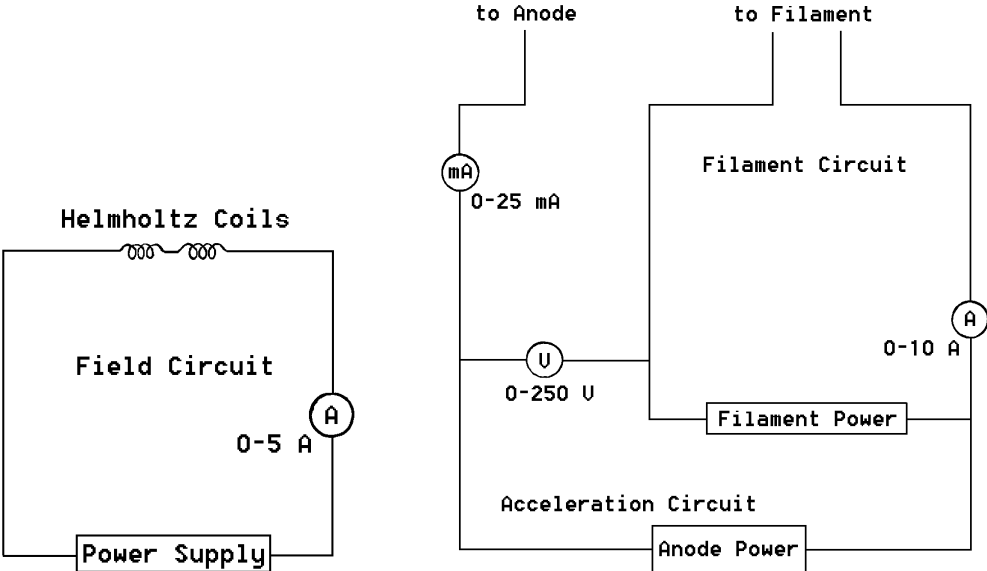 to Anode
to Filament
mA
0-25 mA
Filament Circuit
Helmholtz Coils
Field Circuit
A
0-5 A
Power Supply
A
0-10 A
V
0-250 V
Filament Power
Acceleration Circuit
Anode Power